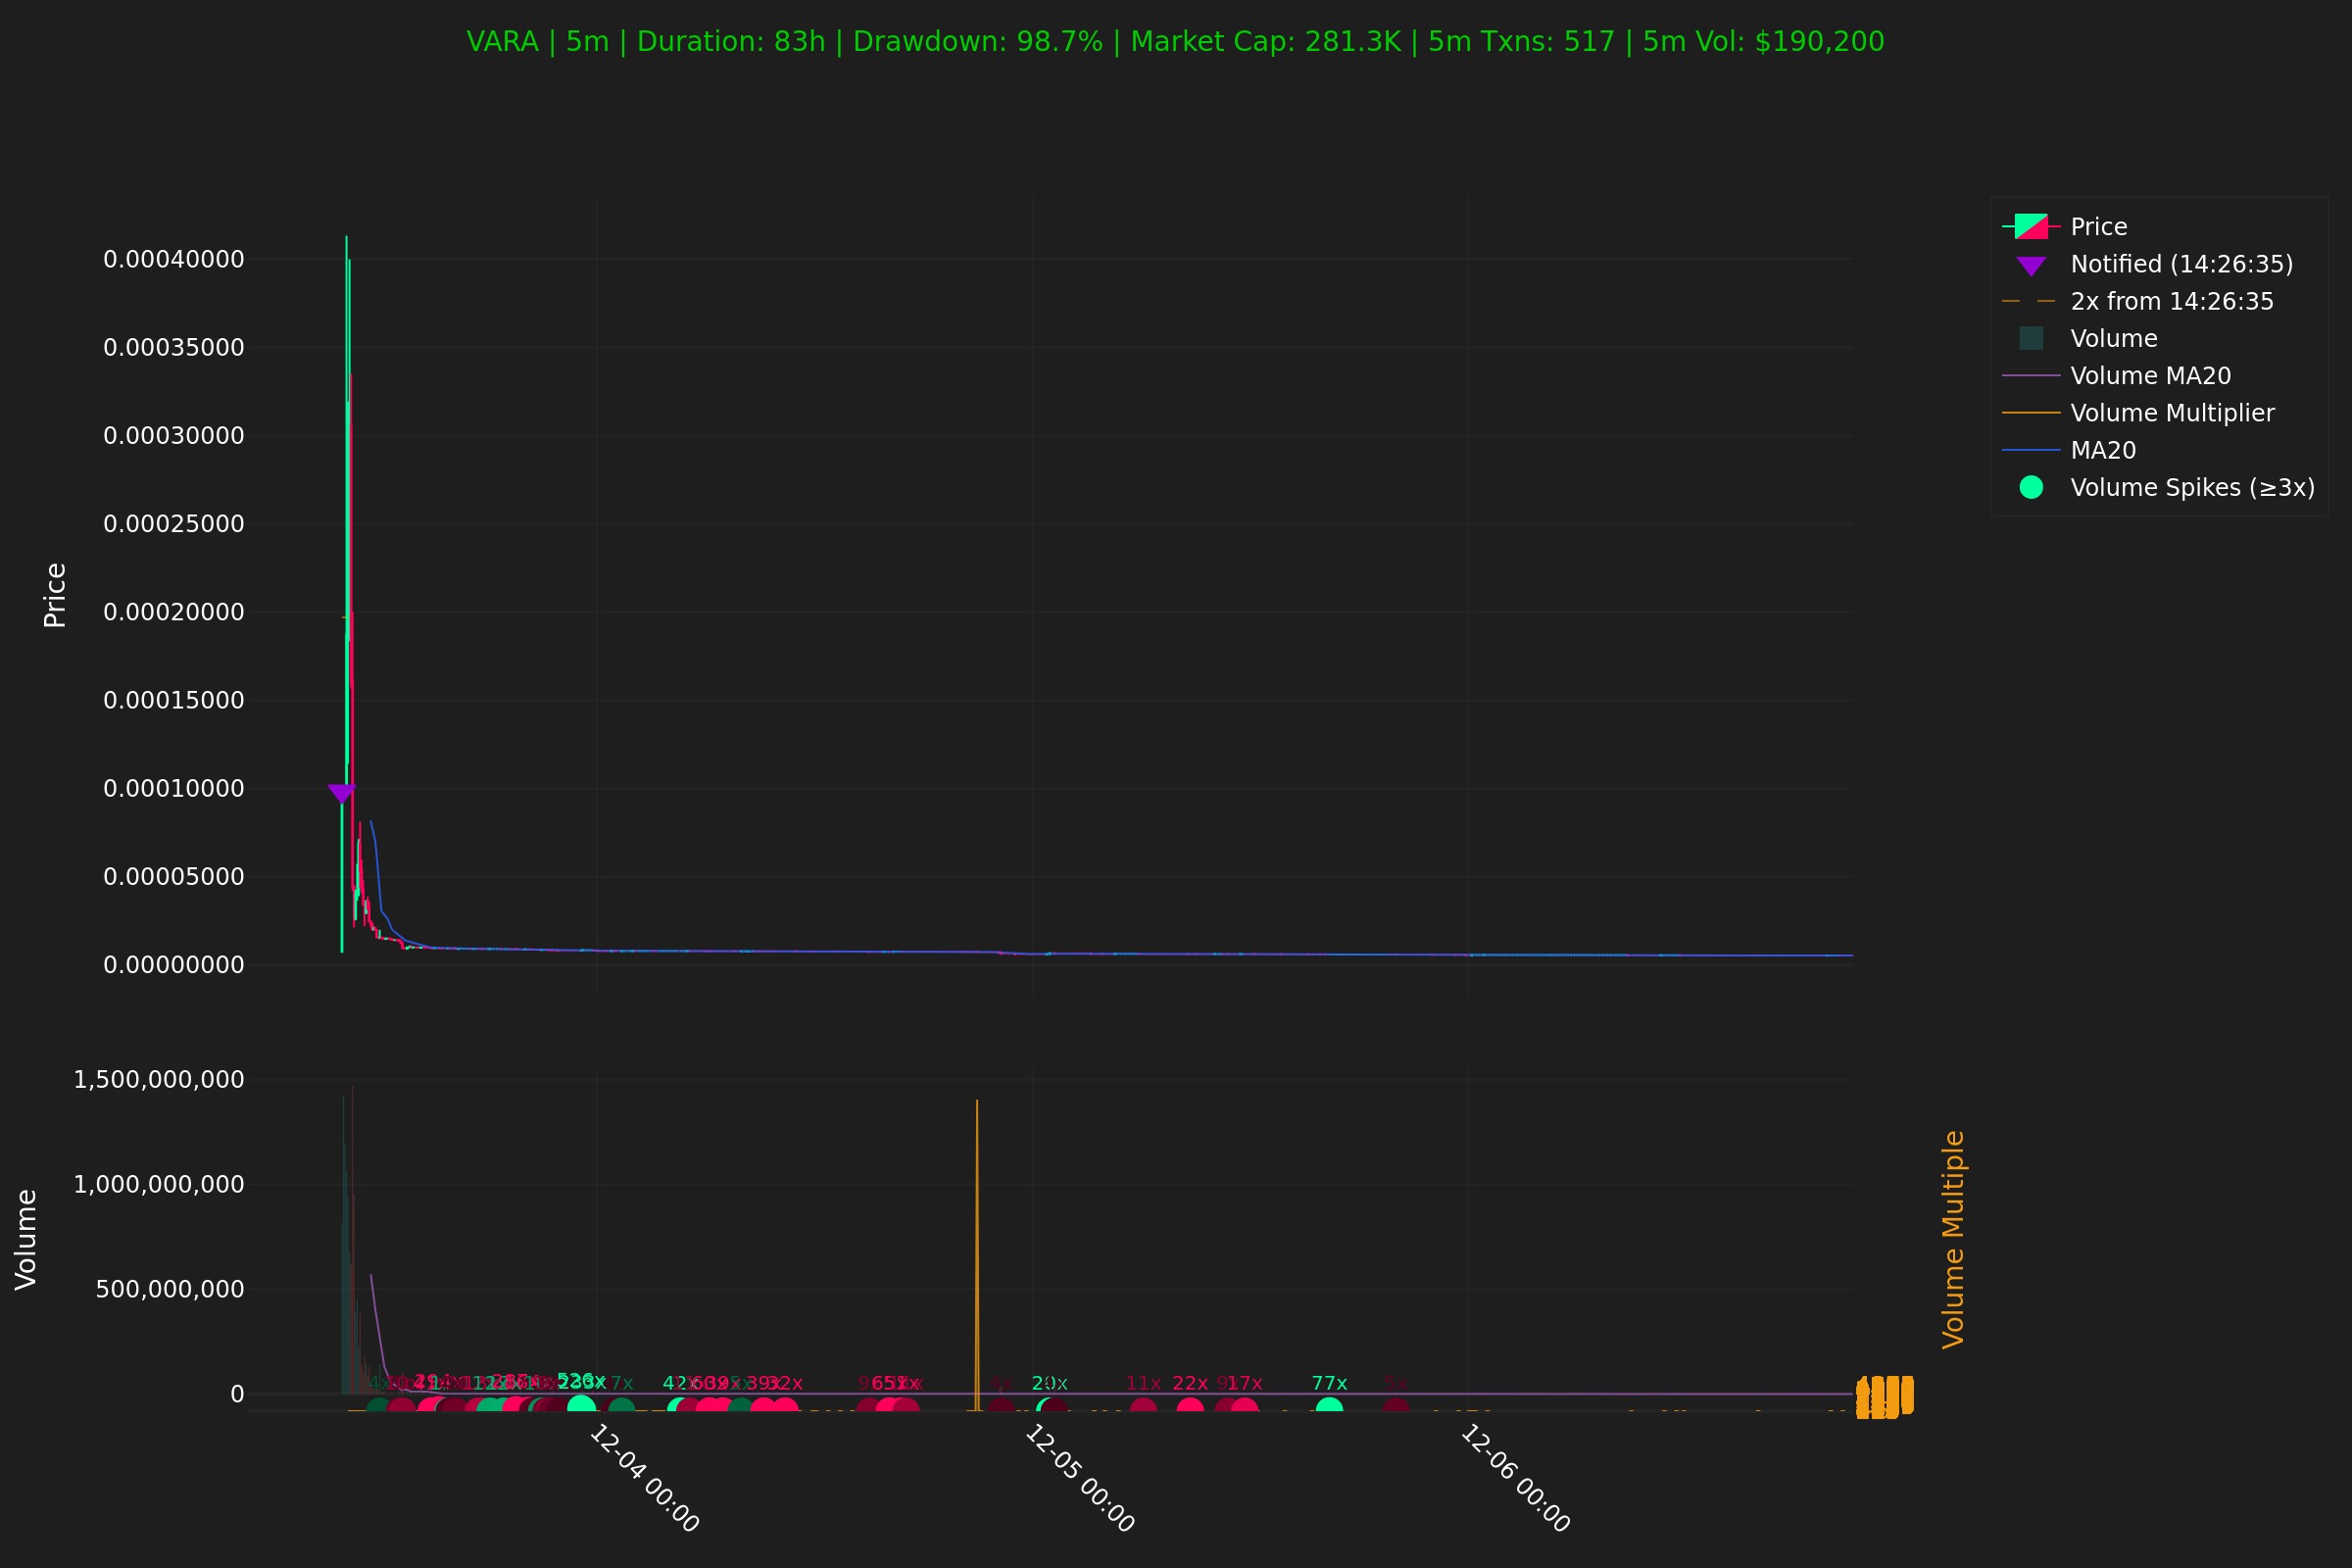 VARA | 5m | Duration: 83h | Drawdown: 98.7% | Market Cap: 281.3K | 5m Txns: 517 | 5m Vol: $190,200
Price
Notified (14:26:35)
2x from 14:26:35
Volume
Volume MA20
Volume Multiplier
MA20
Volume Spikes (≥3x)
Price
0.00040000
0.00035000
0.00030000
0.00025000
0.00020000
0.00015000
0.00010000
0.00005000
0.00000000
Volume
1,500,000,000
1,000,000,000
500,000,000
0
7x
39x
32x
20x
11x
22x
17x
77x
Volume Multiple
12-04 00:00
12-05 00:00
12-06 00:00